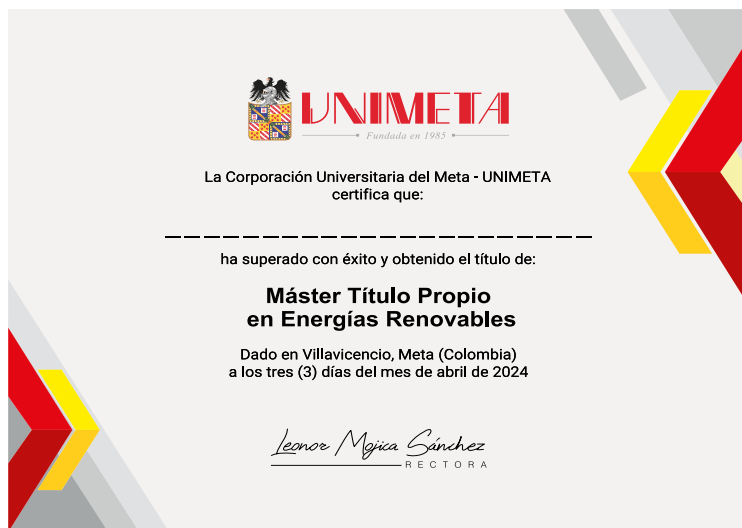 UNIMETA
Fundada en 1985
La Corporación Universitaria del Meta - UNIMETA
certifica que:
ha superado con éxito y obtenido el título de:
Máster Título Propio
en Energías Renovables
Dado en Villavicencio, Meta (Colombia)
a los tres (3) días del mes de abril de 2024
Leonor Mojica Sánchez
RECTORA